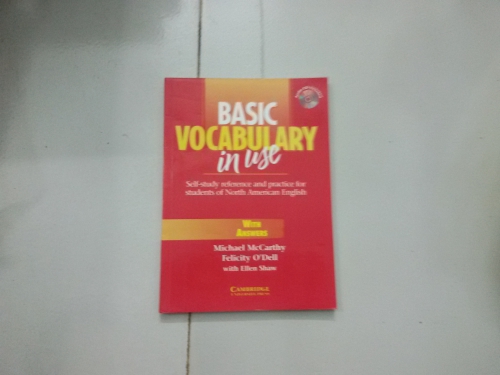 BASIC
VOCABULARY
in use
Self-study reference and practice for
students of North American English
WITH
ANSWERS
Michael McCarthy
Felicity O'Dell
with Ellen Shaw
CAMBRIDGE